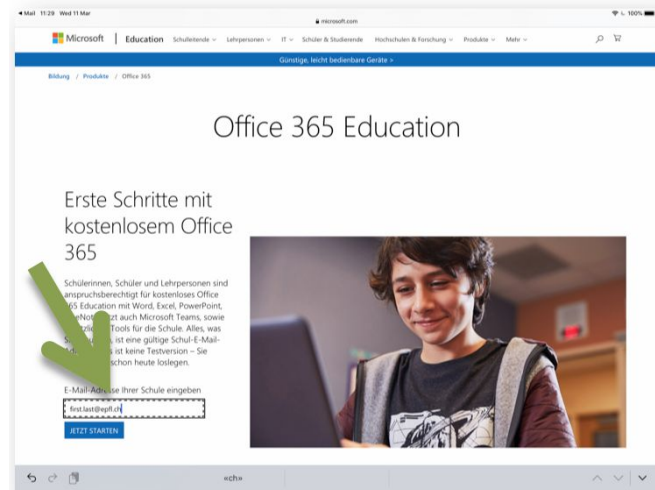 Mail 11:29 Wed 11 Mar
microsoft.com
100%
Microsoft | Education Schulleitende Lehrpersonen IT Schüler & Studierende Hochschulen & Forschung Produkte Mehr
Günstige, leicht bedienbare Geräte >
Bildung / Produkte / Office 365
Office 365 Education
Erste Schritte mit
kostenlosem Office
365
Schülerinnen, Schüler und Lehrpersonen sind
anspruchsberechtigt für kostenloses Office
365 Education mit Word, Excel, PowerPoint,
auch Microsoft Teams, sowie
Tools für die Schule. Alles, was
ist eine gültige Schul-E-Mail-
ist keine Testversion – Sie
schon heute loslegen.
E-Mail-Adresse Ihrer Schule eingeben
first.last@epfl.ch
JETZT STARTEN
«ch»